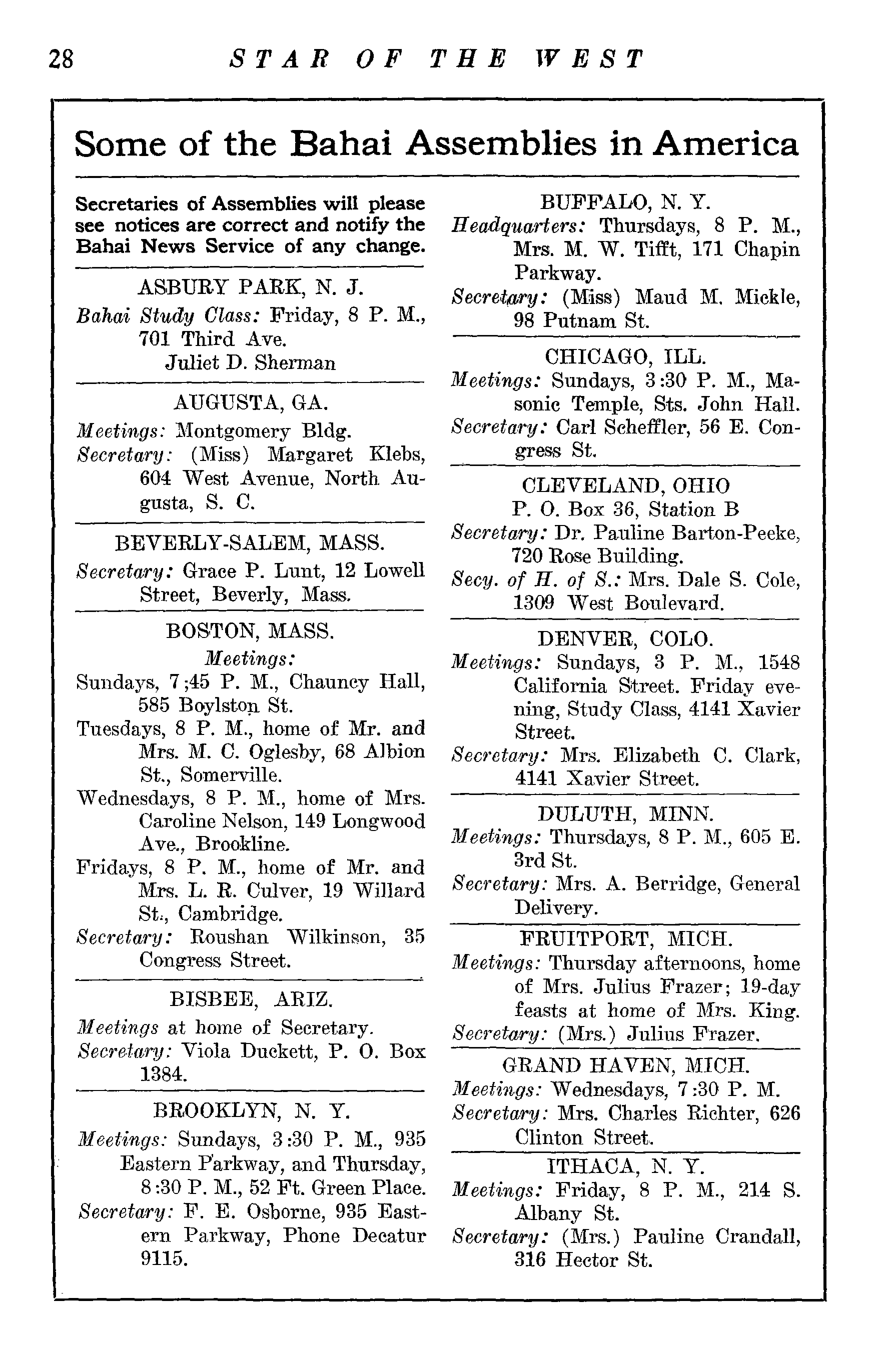 28 STAR OF THE WEST
Some of the Bahai Assemblies in America
Secretaries of Assemblies will please
see notices are correct and notify the
Bahai News Service of any change.
ASBURY PARK, N. J.
Bahai Study Class: Friday, 8 P. M.,
701 Third Ave.
Juliet D. Sherman
AUGUSTA, GA.
Meetings: Montgomery Bldg.
Secretary: (Miss) Margaret Klebs,
604 West Avenue, North Au-
gusta, S. C.
BEVERLY-SALEM, MASS.
Secretary: Grace P. Lunt, 12 Lowell
Street, Beverly, Mass.
BOSTON, MASS.
Meetings:
Sundays, 7 ;45 P. M., Chauncy Hall,
585 Boylston St.
Tuesdays, 8 P. M., home of Mr. and
Mrs. M. C. Oglesby, 68 Albion
St., Somerville.
Wednesdays, 8 P. M., home of Mrs.
Caroline Nelson, 149 Longwood
Ave., Brookline.
Fridays, 8 P. M., home of Mr. and
Mrs. L. R. Culver, 19 Willard
St., Cambridge.
Secretary: Roushan Wilkinson, 35
Congress Street.
BISBEE, ARIZ.
Meetings at home of Secretary.
Secretary: Viola Duckett, P. O. Box
1384.
BROOKLYN, N. Y.
Meetings: Sundays, 3:30 P. M., 935
Eastern Parkway, and Thursday,
8:30 P. M., 52 Ft. Green Place.
Secretary: F. E. Osborne, 935 East-
ern Parkway, Phone Decatur
9115.
BUFFALO, N. Y.
Headquarters: Thursdays, 8 P. M.,
Mrs. M. W. Tifft, 171 Chapin
Parkway.
Secretary: (Miss) Maud M. Mickle,
98 Putnam St.
CHICAGO, ILL.
Meetings: Sundays, 3:30 P. M., Ma-
sonic Temple, Sts. John Hall.
Secretary: Carl Scheffler, 56 E. Con-
gress St.
CLEVELAND, OHIO
P. O. Box 36, Station B
Secretary: Dr. Pauline Barton-Peeke,
720 Rose Building.
Secy. of H. of S.: Mrs. Dale S. Cole,
1309 West Boulevard.
DENVER, COLO.
Meetings: Sundays, 3 P. M., 1548
California Street. Friday eve-
ning, Study Class, 4141 Xavier
Street.
Secretary: Mrs. Elizabeth C. Clark,
4141 Xavier Street.
DULUTH, MINN.
Meetings: Thursdays, 8 P. M., 605 E.
3rd St.
Secretary: Mrs. A. Berridge, General
Delivery.
FRUITPORT, MICH.
Meetings: Thursday afternoons, home
of Mrs. Julius Frazer; 19-day
feasts at home of Mrs. King.
Secretary: (Mrs.) Julius Frazer.
GRAND HAVEN, MICH.
Meetings: Wednesdays, 7:30 P. M.
Secretary: Mrs. Charles Richter, 626
Clinton Street.
ITHACA, N. Y.
Meetings: Friday, 8 P. M., 214 S.
Albany St.
Secretary: (Mrs.) Pauline Crandall,
316 Hector St.